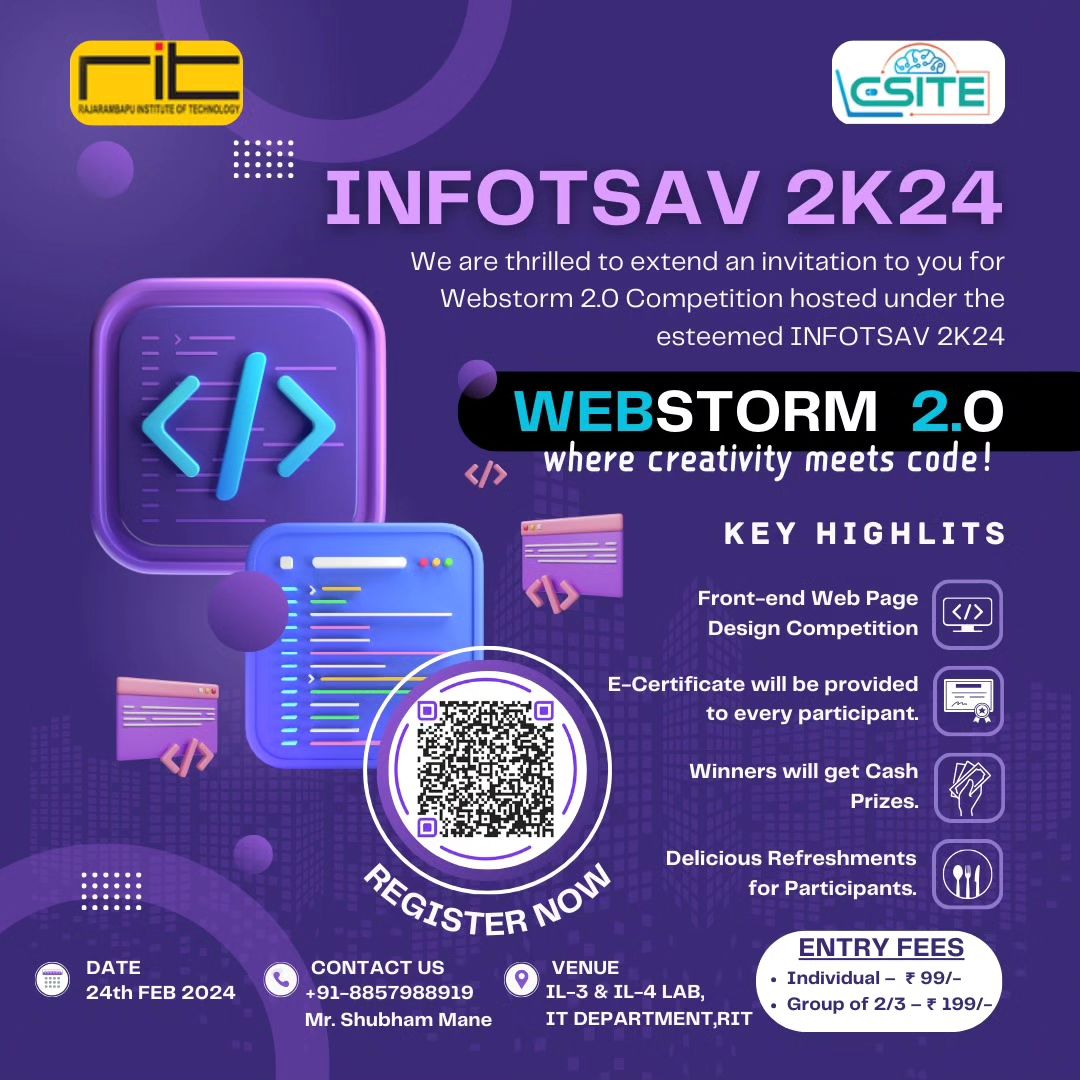 rit
RAJARAMBAPU INSTITUTE OF TECHNOLOGY
CSITE
INFOTSAV 2K24
We are thrilled to extend an invitation to you for
Webstorm 2.0 Competition hosted under the
esteemed INFOTSAV 2K24
WEBSTORM 2.0
where creativity meets code!
</>
</>
KEY HIGHLITS
Front-end Web Page
Design Competition
</>
E-Certificate will be provided
to every participant.
Winners will get Cash
Prizes.
Delicious Refreshments
for Participants.
</>
</>
REGISTER NOW
DATE
24th FEB 2024
CONTACT US
+91-8857988919
Mr. Shubham Mane
VENUE
IL-3 & IL-4 LAB,
IT DEPARTMENT,RIT
ENTRY FEES
• Individual – ₹ 99/-
• Group of 2/3 – ₹ 199/-